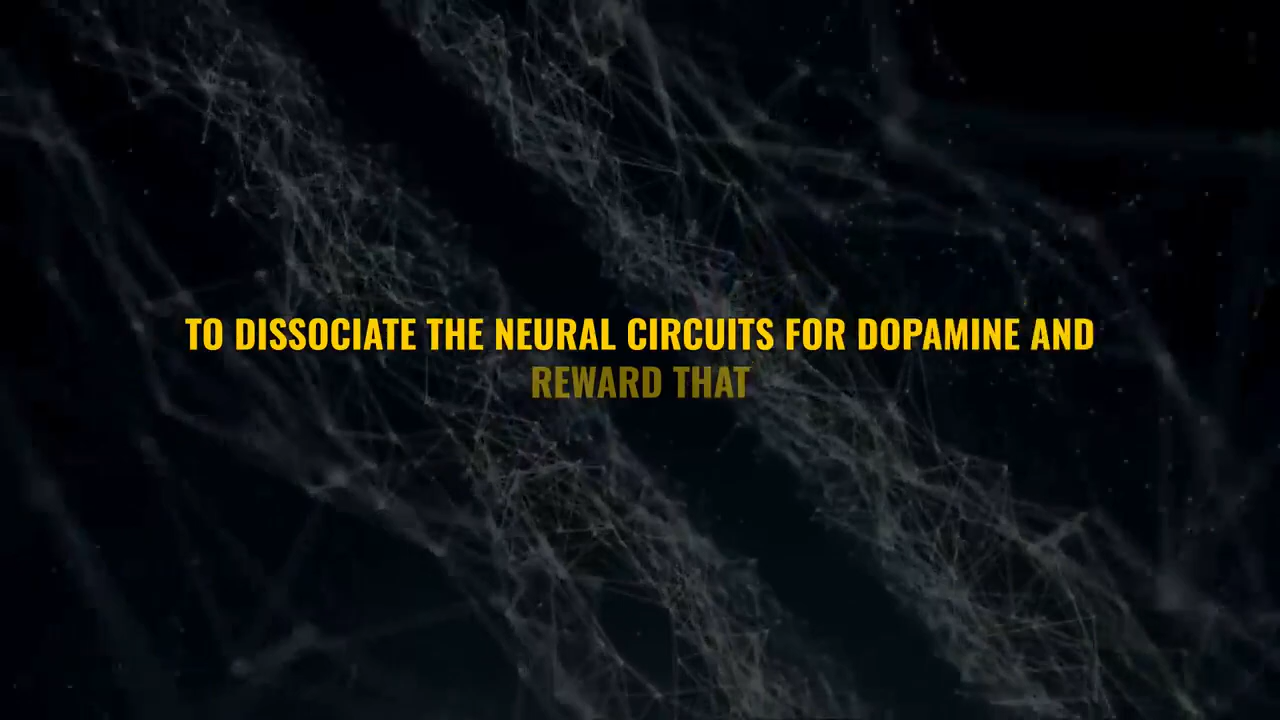 TO DISSOCIATE THE NEURAL CIRCUITS FOR DOPAMINE AND
REWARD THAT